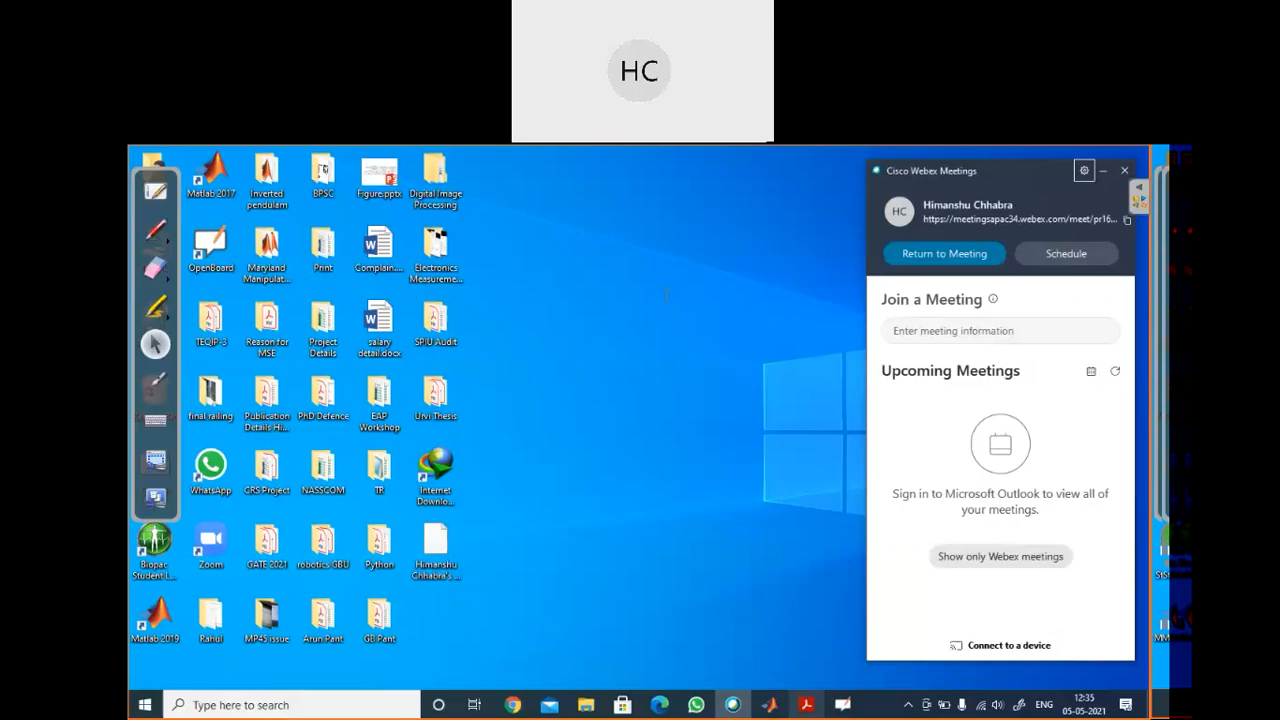 HC
Matlab 2017
Inverted
pendulam
BPSC
Figure.pptx
Digital Image
Processing
OpenBoard
Maryland
Manipulat...
Print
Complain....
Electronics
Measureme...
TEQIP-3
Reason for
MSE
Project
Details
salary
detail.docx
SPIU Audit
final railing
Publication
Details Hi...
PhD Defence
EAP
Workshop
Urvi Thesis
WhatsApp
CRS Project
NASSCOM
TR
Internet
Downlo...
Biopac
Student L...
Zoom
GATE 2021
robotics GBU
Python
Himanshu
Chhabra's...
Matlab 2019
Rahul
MP45 issue
Arun Pant
GB Pant
Cisco Webex Meetings
HC
Himanshu Chhabra
https://meetingsapac34.webex.com/meet/pr16...
Return to Meeting
Schedule
Join a Meeting
Enter meeting information
Upcoming Meetings
Sign in to Microsoft Outlook to view all of
your meetings.
Show only Webex meetings
Connect to a device
Type here to search
ENG
12:35
05-05-2021